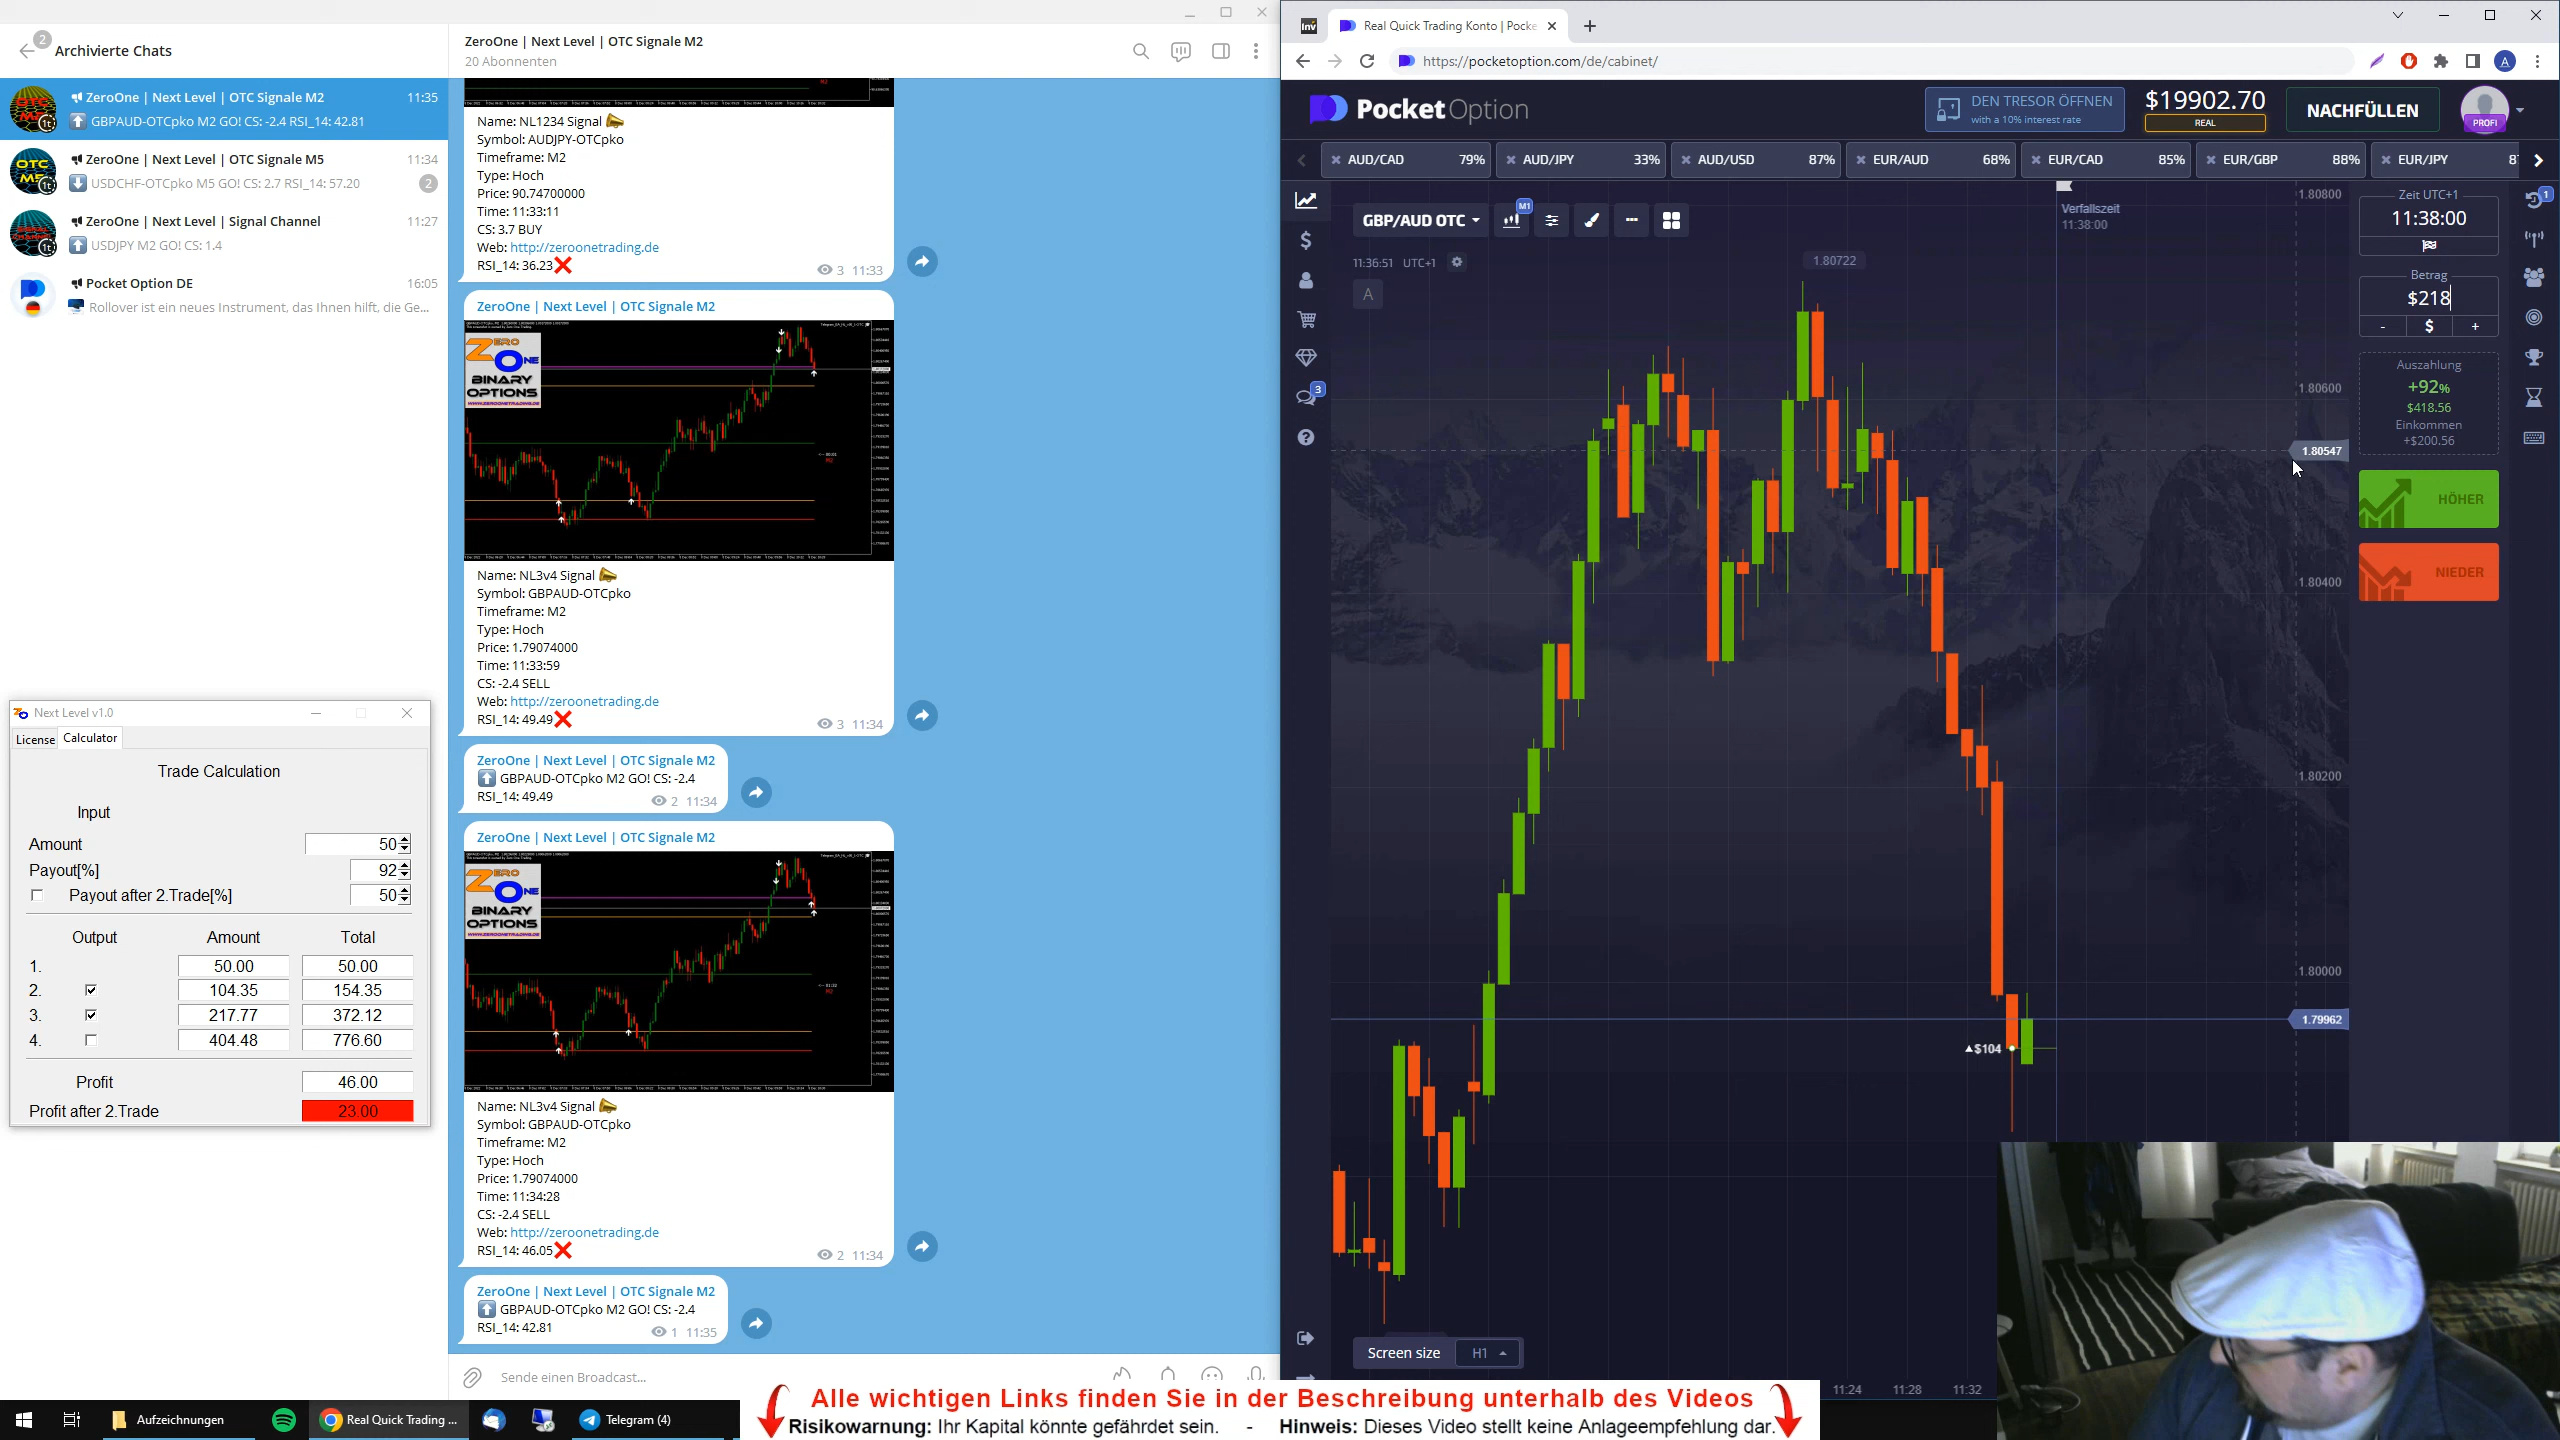 2
Archivierte Chats
ZeroOne | Next Level | OTC Signale M2
11:35
GBPAUD-OTCpko M2 GO! CS: -2.4 RSI_14: 42.81
ZeroOne | Next Level | OTC Signale M5
11:34
USDCHF-OTCpko M5 GO! CS: 2.7 RSI_14: 57.20
2
ZeroOne | Next Level | Signal Channel
11:27
USDJPY M2 GO! CS: 1.4
Pocket Option DE
16:05
Rollover ist ein neues Instrument, das Ihnen hilft, die Ge...
Next Level v1.0
License
Calculator
Trade Calculation
Input
Amount
50
Payout[%]
92
Payout after 2.Trade[%]
50
Output
Amount
Total
1.
50.00
50.00
2.
104.35
154.35
3.
217.77
372.12
4.
404.48
776.60
Profit
46.00
Profit after 2.Trade
23.00
ZeroOne | Next Level | OTC Signale M2
20 Abonnenten
Name: NL1234 Signal
Symbol: AUDJPY-OTCpko
Timeframe: M2
Type: Hoch
Price: 90.74700000
Time: 11:33:11
CS: 3.7 BUY
Web: http://zeroonetrading.de
RSI_14: 36.23
3 11:33
ZeroOne | Next Level | OTC Signale M2
ZERO
ONE
BINARY
OPTIONS
WWW.ZEROONETRADING.DE
Name: NL3v4 Signal
Symbol: GBPAUD-OTCpko
Timeframe: M2
Type: Hoch
Price: 1.79074000
Time: 11:33:59
CS: -2.4 SELL
Web: http://zeroonetrading.de
RSI_14: 49.49
3 11:34
ZeroOne | Next Level | OTC Signale M2
GBPAUD-OTCpko M2 GO! CS: -2.4
RSI_14: 49.49
2 11:34
ZeroOne | Next Level | OTC Signale M2
ZERO
ONE
BINARY
OPTIONS
WWW.ZEROONETRADING.DE
Name: NL3v4 Signal
Symbol: GBPAUD-OTCpko
Timeframe: M2
Type: Hoch
Price: 1.79074000
Time: 11:34:28
CS: -2.4 SELL
Web: http://zeroonetrading.de
RSI_14: 46.05
2 11:34
ZeroOne | Next Level | OTC Signale M2
GBPAUD-OTCpko M2 GO! CS: -2.4
RSI_14: 42.81
1 11:35
Sende einen Broadcast...
Inv
Real Quick Trading Konto | Pocke
https://pocketoption.com/de/cabinet/
A
PocketOption
DEN TRESOR ÖFFNEN
with a 10% interest rate
$19902.70
REAL
NACHFÜLLEN
PROFI
AUD/CAD 79%
AUD/JPY 33%
AUD/USD 87%
EUR/AUD 68%
EUR/CAD 85%
EUR/GBP 88%
EUR/JPY 8
GBP/AUD OTC
M1
11:36:51 UTC+1
A
3
1.80722
Verfallszeit
11:38:00
1.80800
1.80600
1.80547
1.80400
1.80200
1.80000
1.79962
$104
Zeit UTC+1
11:38:00
Betrag
$218
- $ +
Auszahlung
+92%
$418.56
Einkommen
+$200.56
HÖHER
NIEDER
1
Screen size
H1
11:24 11:28 11:32
Aufzeichnungen
Real Quick Trading ...
Telegram (4)
Alle wichtigen Links finden Sie in der Beschreibung unterhalb des Videos
Risikowarnung: Ihr Kapital könnte gefährdet sein. - Hinweis: Dieses Video stellt keine Anlageempfehlung dar.